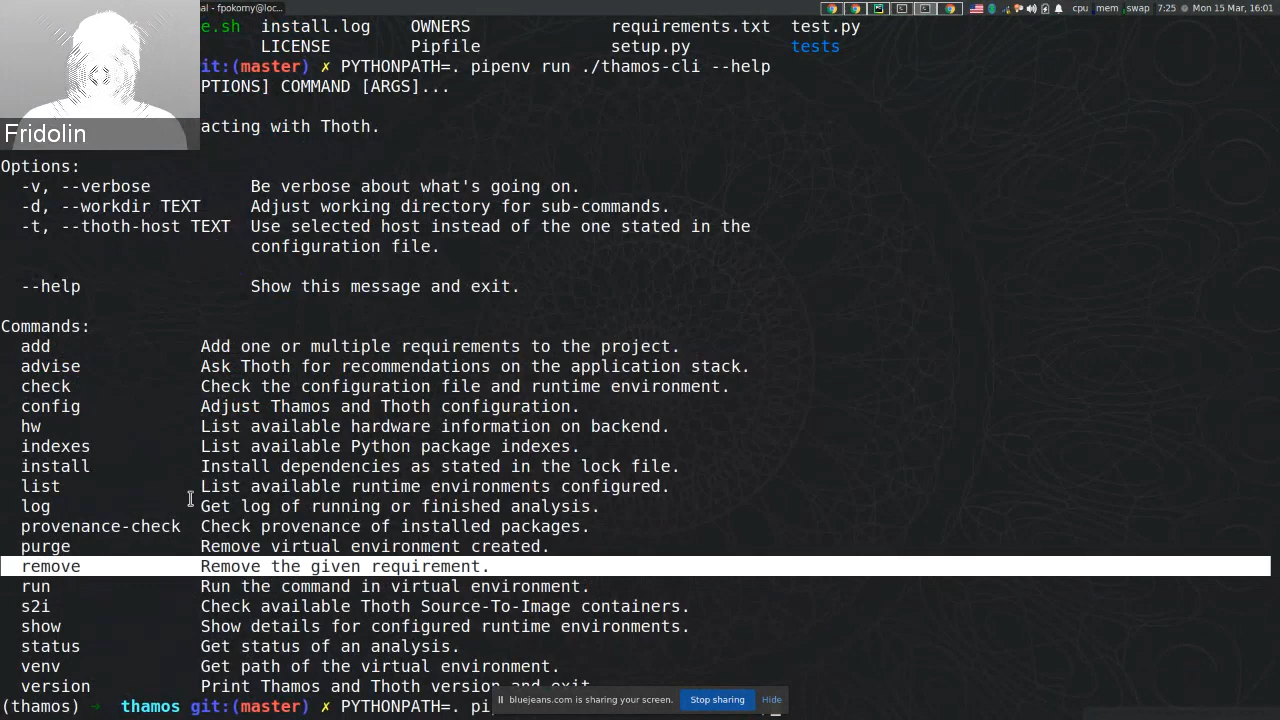 al - fpokorny@loc... cpu mem swap 7:25 Mon 15 Mar, 16:01
e.sh install.log OWNERS requirements.txt test.py
LICENSE Pipfile setup.py tests
it:(master) ✗ PYTHONPATH=. pipenv run ./thamos-cli --help
PTIONS] COMMAND [ARGS]...
acting with Thoth.
Fridolin
Options:
-v, --verbose Be verbose about what's going on.
-d, --workdir TEXT Adjust working directory for sub-commands.
-t, --thoth-host TEXT Use selected host instead of the one stated in the
configuration file.
--help Show this message and exit.
Commands:
add Add one or multiple requirements to the project.
advise Ask Thoth for recommendations on the application stack.
check Check the configuration file and runtime environment.
config Adjust Thamos and Thoth configuration.
hw List available hardware information on backend.
indexes List available Python package indexes.
install Install dependencies as stated in the lock file.
list List available runtime environments configured.
log Get log of running or finished analysis.
provenance-check Check provenance of installed packages.
purge Remove virtual environment created.
remove Remove the given requirement.
run Run the command in virtual environment.
s2i Check available Thoth Source-To-Image containers.
show Show details for configured runtime environments.
status Get status of an analysis.
venv Get path of the virtual environment.
version Print Thamos and Thoth version and exit.
bluejeans.com is sharing your screen. Stop sharing Hide
(thamos) → thamos git:(master) ✗ PYTHONPATH=. pi